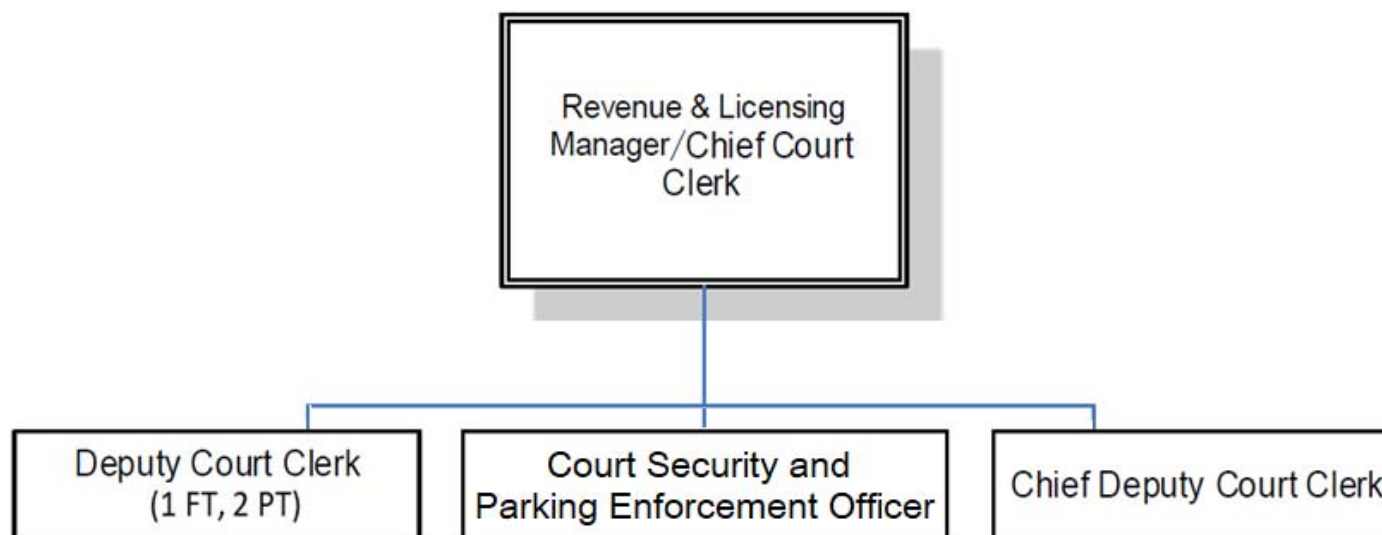 Revenue & Licensing
Manager/Chief Court
Clerk
Deputy Court Clerk
(1 FT, 2 PT)
Court Security and
Parking Enforcement Officer
Chief Deputy Court Clerk